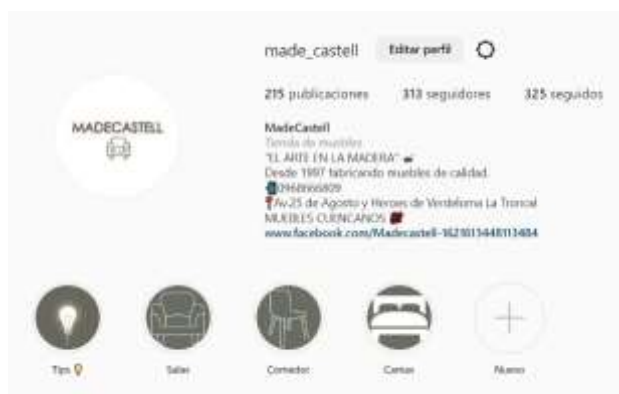 made_castell Editar perfil
215 publicaciones 313 seguidores 325 seguidos
MADECASTELL
MadeCastell
Tienda de muebles
"EL ARTE EN LA MADERA"
Desde 1997 fabricando muebles de calidad.
0968666809
Av.25 de Agosto y Heroes de Verdeloma La Troncal
MUEBLES CUENCANOS
www.facebook.com/Madecastell-1621613448113484
Tips Salas Comedor Camas Nuevo